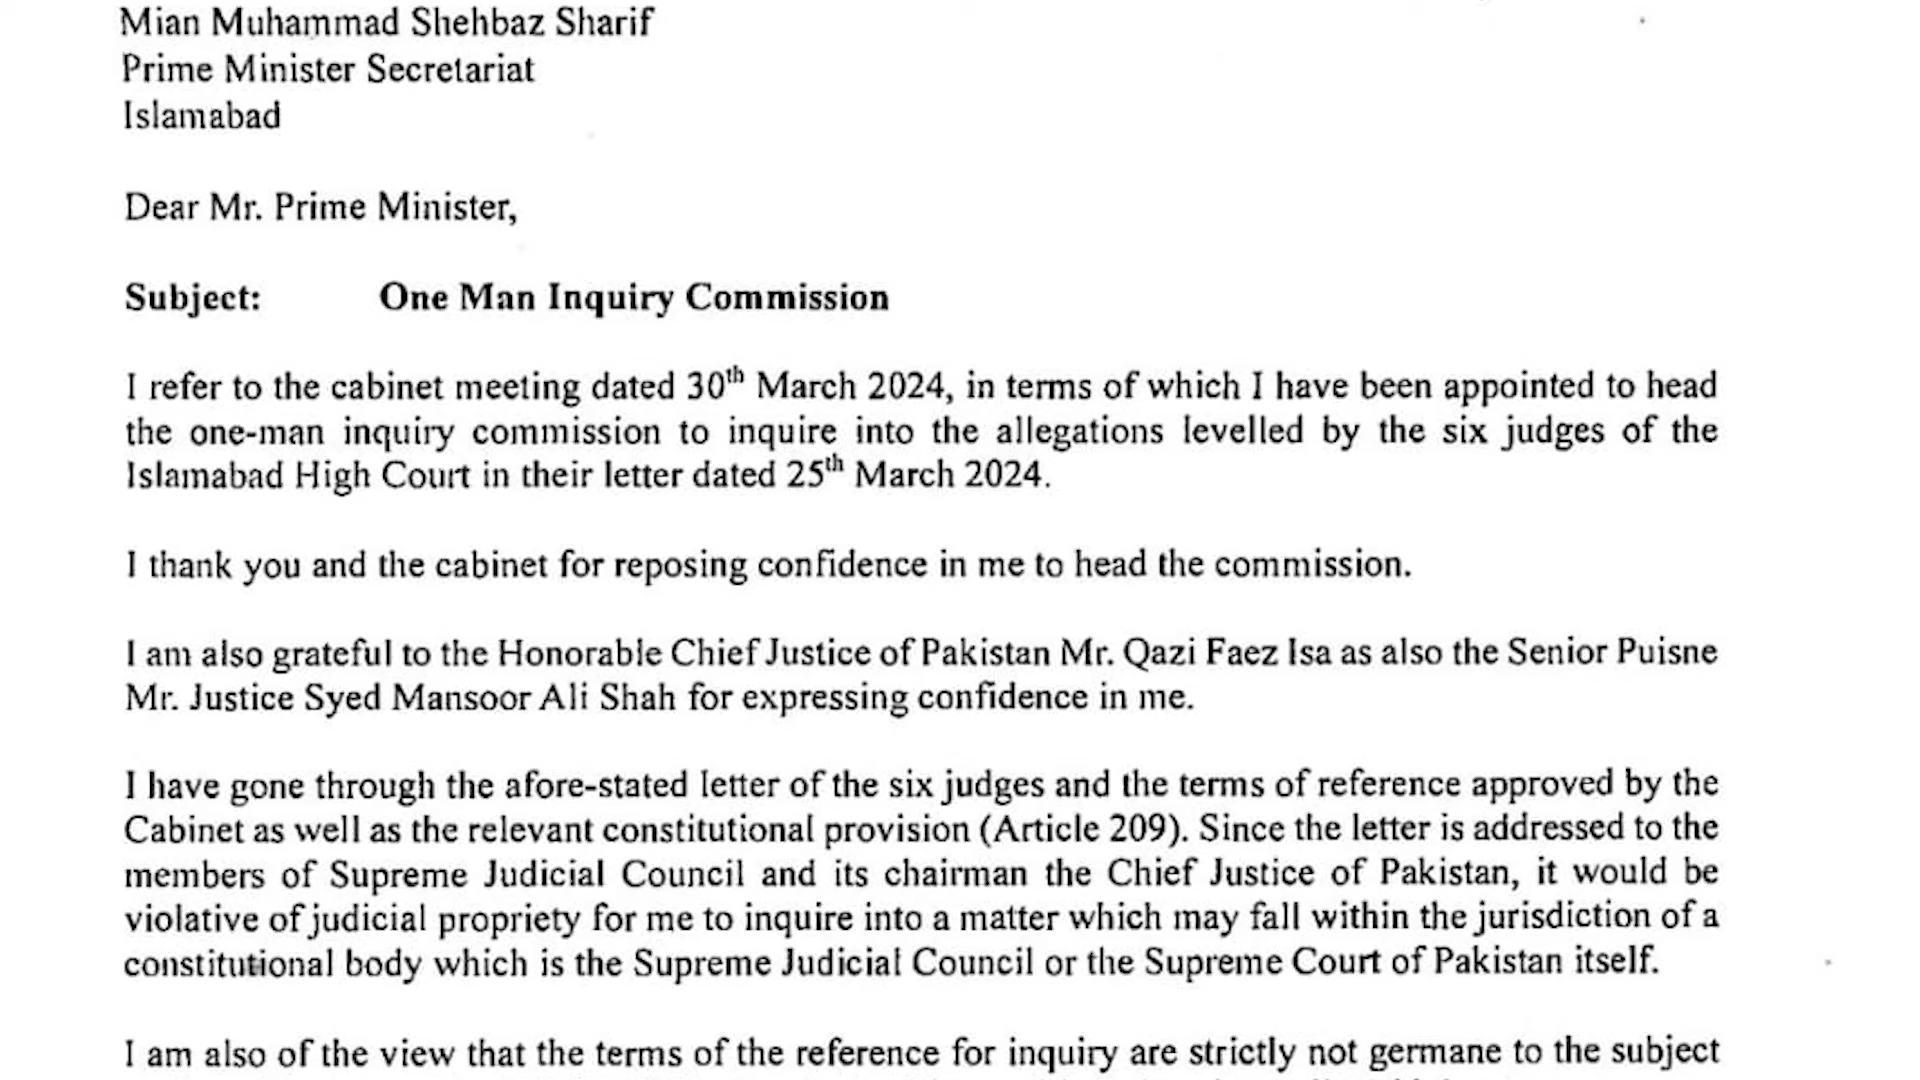 Mian Muhammad Shehbaz Sharif
Prime Minister Secretariat
Islamabad
Dear Mr. Prime Minister,
Subject: One Man Inquiry Commission
I refer to the cabinet meeting dated 30th March 2024, in terms of which I have been appointed to head
the one-man inquiry commission to inquire into the allegations levelled by the six judges of the
Islamabad High Court in their letter dated 25th March 2024.
I thank you and the cabinet for reposing confidence in me to head the commission.
I am also grateful to the Honorable Chief Justice of Pakistan Mr. Qazi Faez Isa as also the Senior Puisne
Mr. Justice Syed Mansoor Ali Shah for expressing confidence in me.
I have gone through the afore-stated letter of the six judges and the terms of reference approved by the
Cabinet as well as the relevant constitutional provision (Article 209). Since the letter is addressed to the
members of Supreme Judicial Council and its chairman the Chief Justice of Pakistan, it would be
violative of judicial propriety for me to inquire into a matter which may fall within the jurisdiction of a
constitutional body which is the Supreme Judicial Council or the Supreme Court of Pakistan itself.
I am also of the view that the terms of the reference for inquiry are strictly not germane to the subject